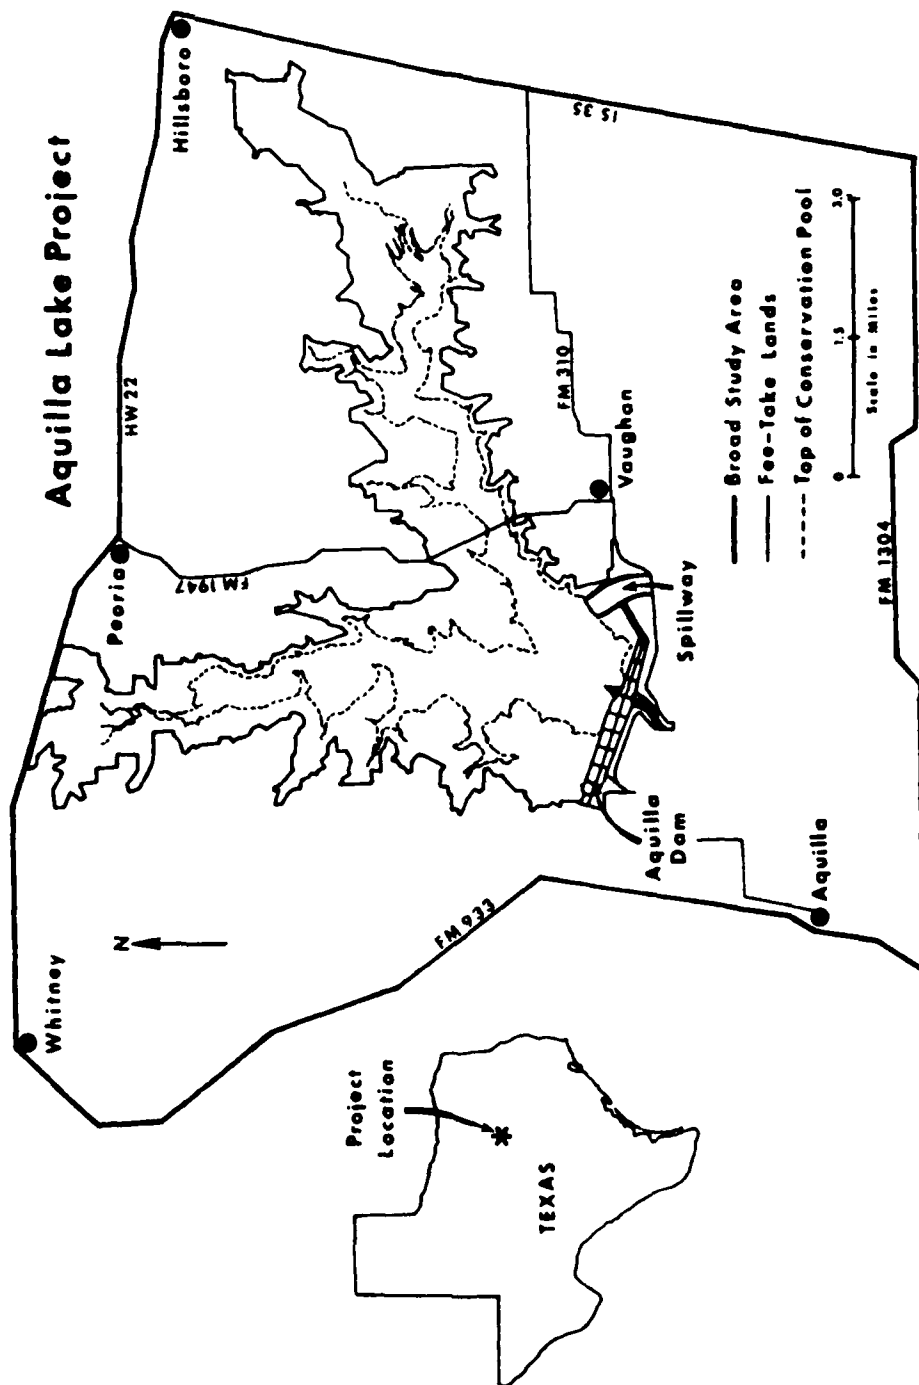 Aquilla Lake Project
Whitney
N
HW 22
Peoria
Hillsboro
FM 1947
FM 933
IS 35
FM 310
Vaughan
Spillway
Aquilla
Dam
Aquilla
FM 1304
Project
Location
TEXAS
Broad Study Area
Fee-Take Lands
Top of Conservation Pool
0 1.5 3.0
Scale in Miles